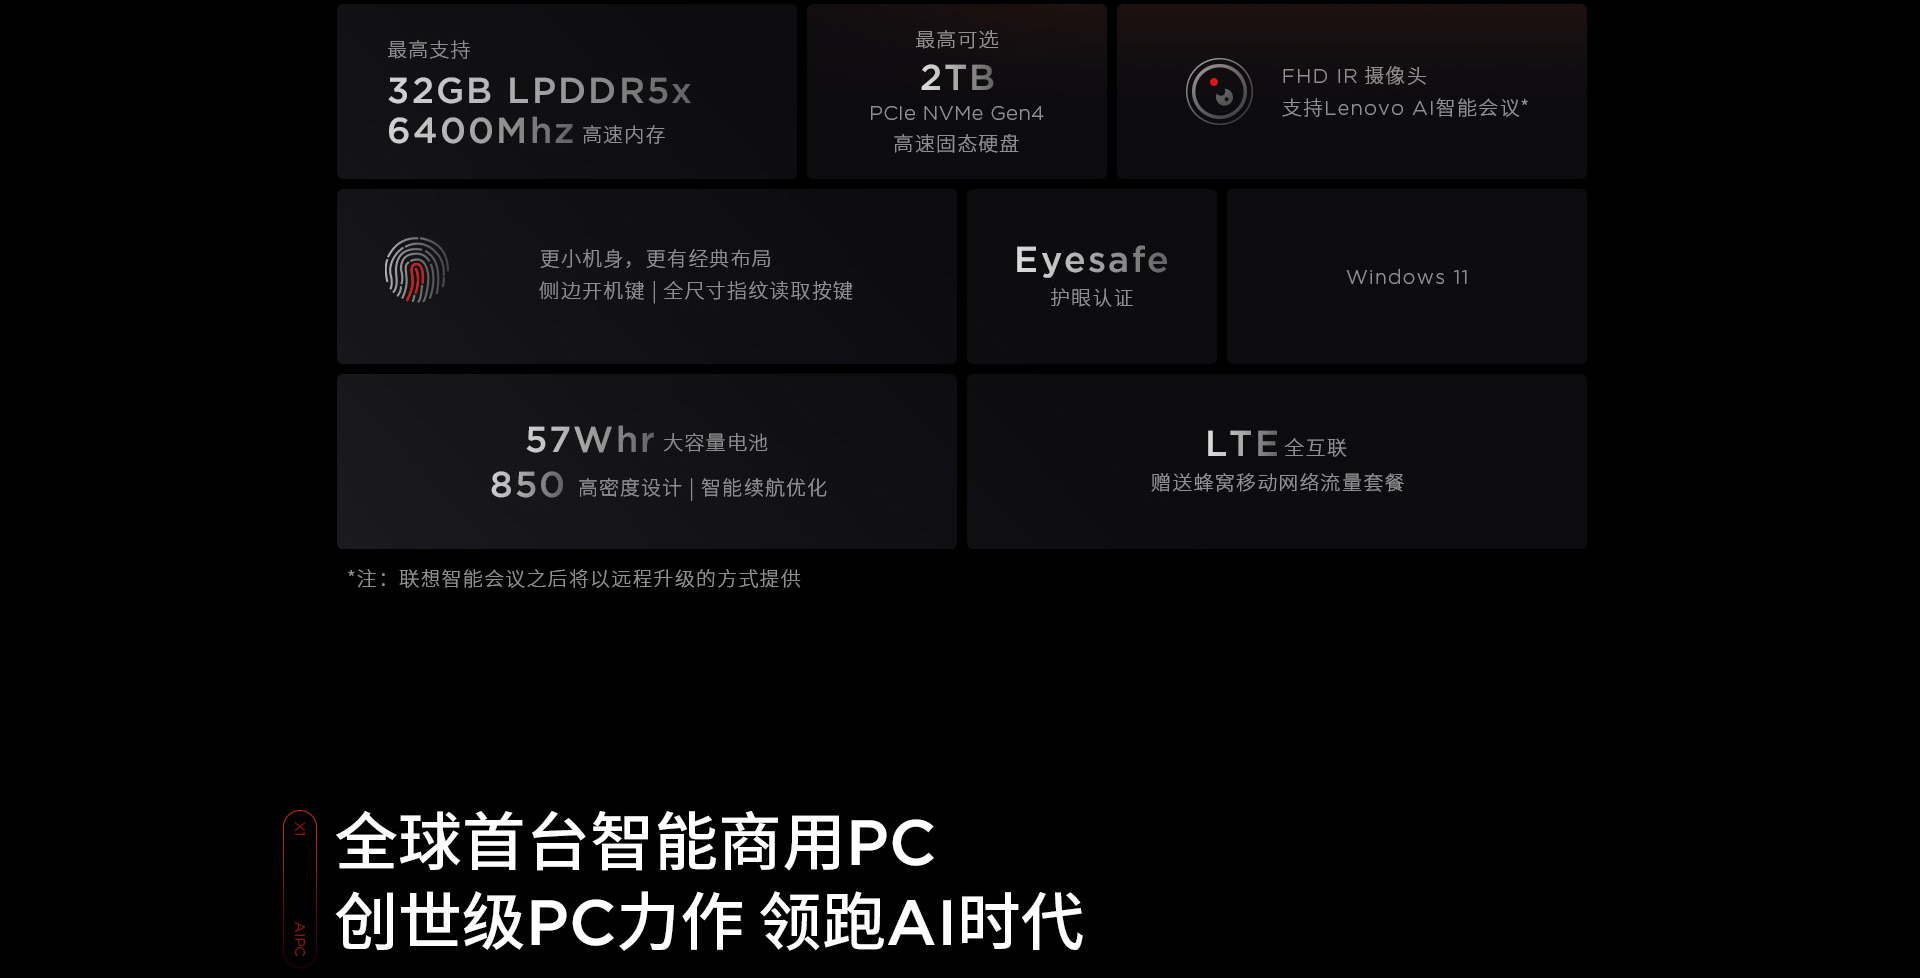 最高支持
32GB LPDDR5x
6400Mhz 高速内存
最高可选
2TB
PCIe NVMe Gen4
高速固态硬盘
FHD IR 摄像头
支持Lenovo AI智能会议*
更小机身，更有经典布局
侧边开机键 | 全尺寸指纹读取按键
Eyesafe
护眼认证
Windows 11
57Whr 大容量电池
850 高密度设计 | 智能续航优化
LTE 全互联
赠送蜂窝移动网络流量套餐
*注：联想智能会议之后将以远程升级的方式提供
X1
AIPC
全球首台智能商用PC
创世级PC力作 领跑AI时代